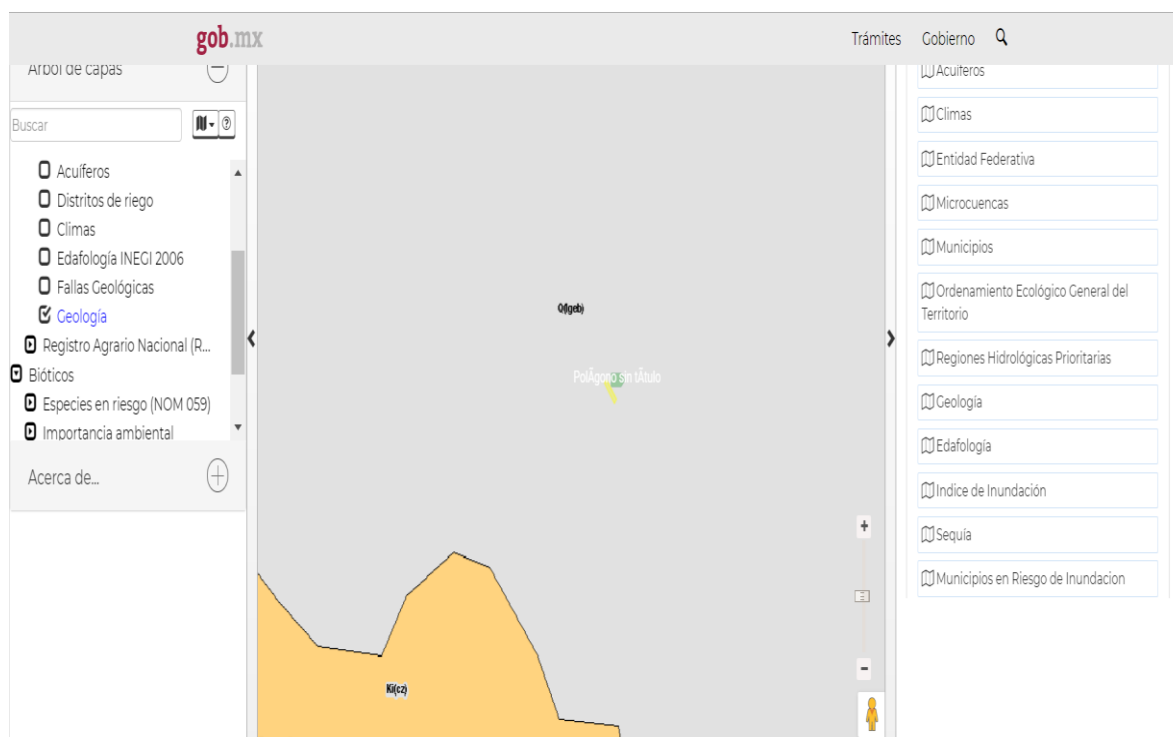 gob.mx
Trámites
Gobierno
Árbol de capas
Buscar
Acuíferos
Distritos de riego
Climas
Edafología INEGI 2006
Fallas Geológicas
Geología
Registro Agrario Nacional (R...
Bióticos
Especies en riesgo (NOM 059)
Importancia ambiental
Acerca de...
Q(Igeb)
PolÃgono sin tÃtulo
Ki(cz)
Acuíferos
Climas
Entidad Federativa
Microcuencas
Municipios
Ordenamiento Ecológico General del
Territorio
Regiones Hidrológicas Prioritarias
Geología
Edafología
Indice de Inundación
Sequía
Municipios en Riesgo de Inundacion